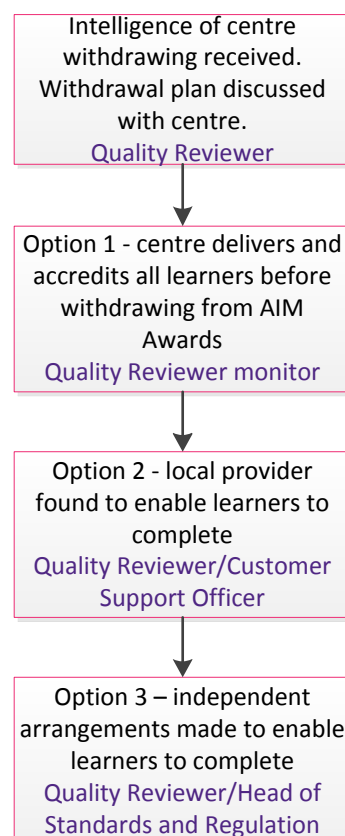 Intelligence of centre
withdrawing received.
Withdrawal plan discussed
with centre.
Quality Reviewer
Option 1 - centre delivers and
accredits all learners before
withdrawing from AIM
Awards
Quality Reviewer monitor
Option 2 - local provider
found to enable learners to
complete
Quality Reviewer/Customer
Support Officer
Option 3 – independent
arrangements made to enable
learners to complete
Quality Reviewer/Head of
Standards and Regulation